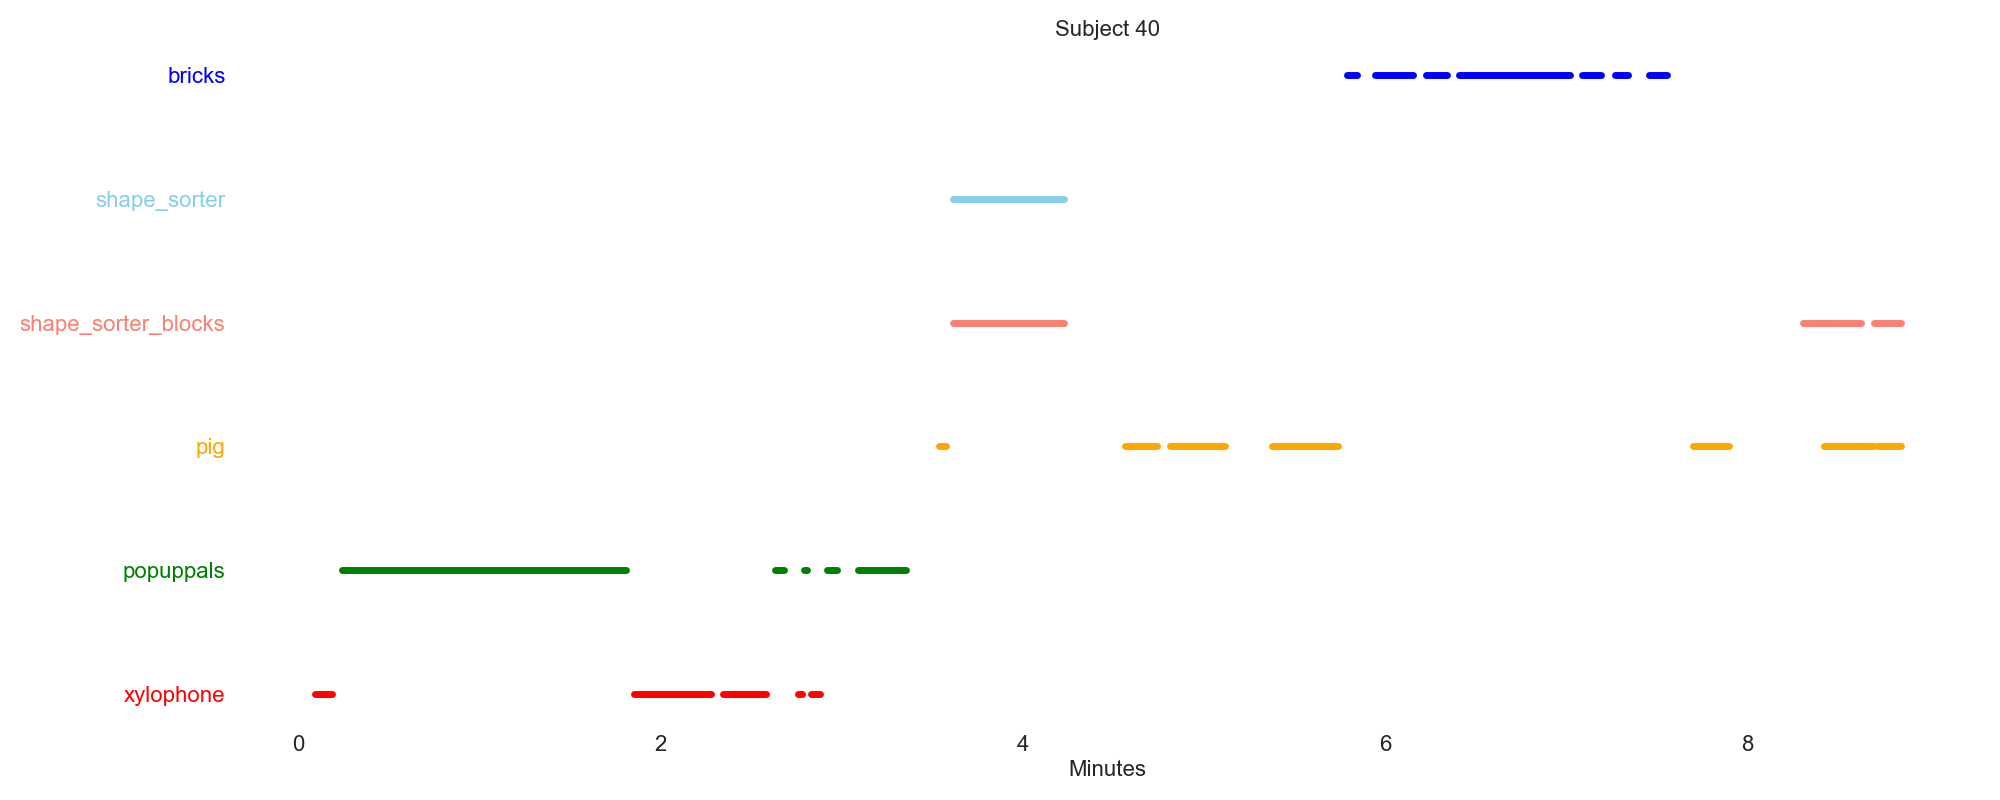 Subject 40
bricks
shape_sorter
shape_sorter_blocks
pig
popuppals
xylophone
0 2 4 6 8
Minutes